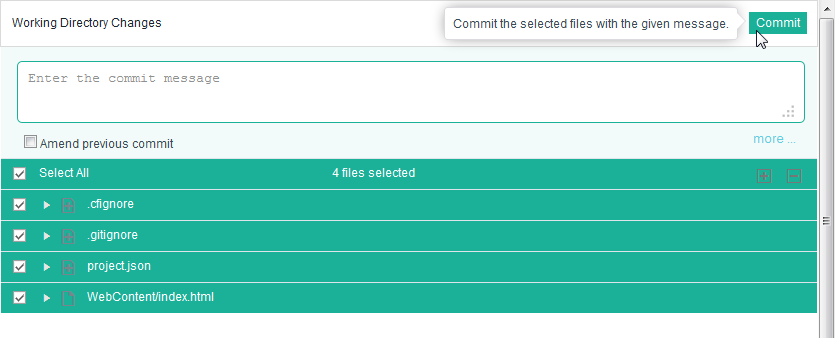 Working Directory Changes
Commit the selected files with the given message.
Commit
Enter the commit message
Amend previous commit
more ...
Select All
4 files selected
.cfignore
.gitignore
project.json
WebContent/index.html